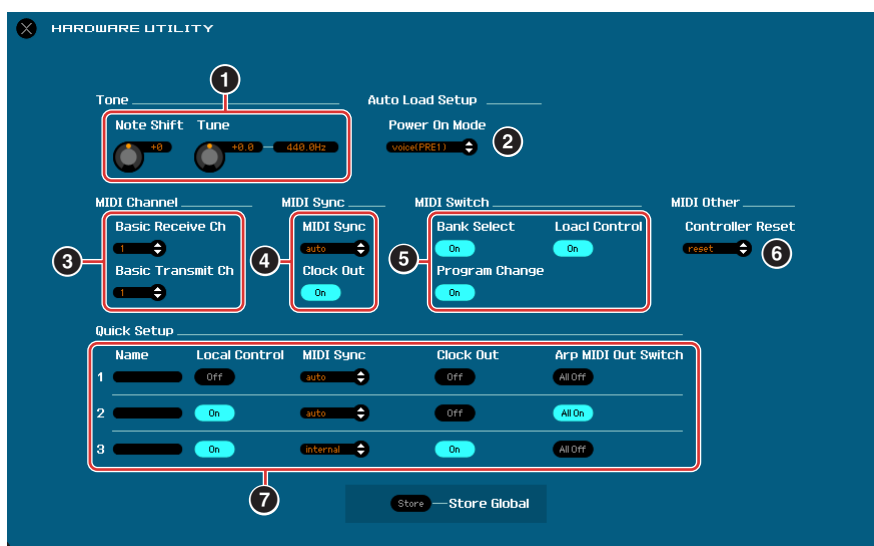 HARDWARE UTILITY
1
Tone
Auto Load Setup
Note Shift Tune
Power On Mode
+0 +0.0 440.0Hz
voice(PRE1)
2
MIDI Channel
MIDI Sync
MIDI Switch
MIDI Other
Basic Receive Ch
MIDI Sync
Bank Select
Loacl Control
Controller Reset
1
auto
On
On
reset
3
4
5
6
Basic Transmit Ch
Clock Out
Program Change
1
On
On
Quick Setup
Name Local Control MIDI Sync Clock Out Arp MIDI Out Switch
1 Off auto Off All Off
2 On auto Off All On
3 On internal On All Off
7
Store Store Global